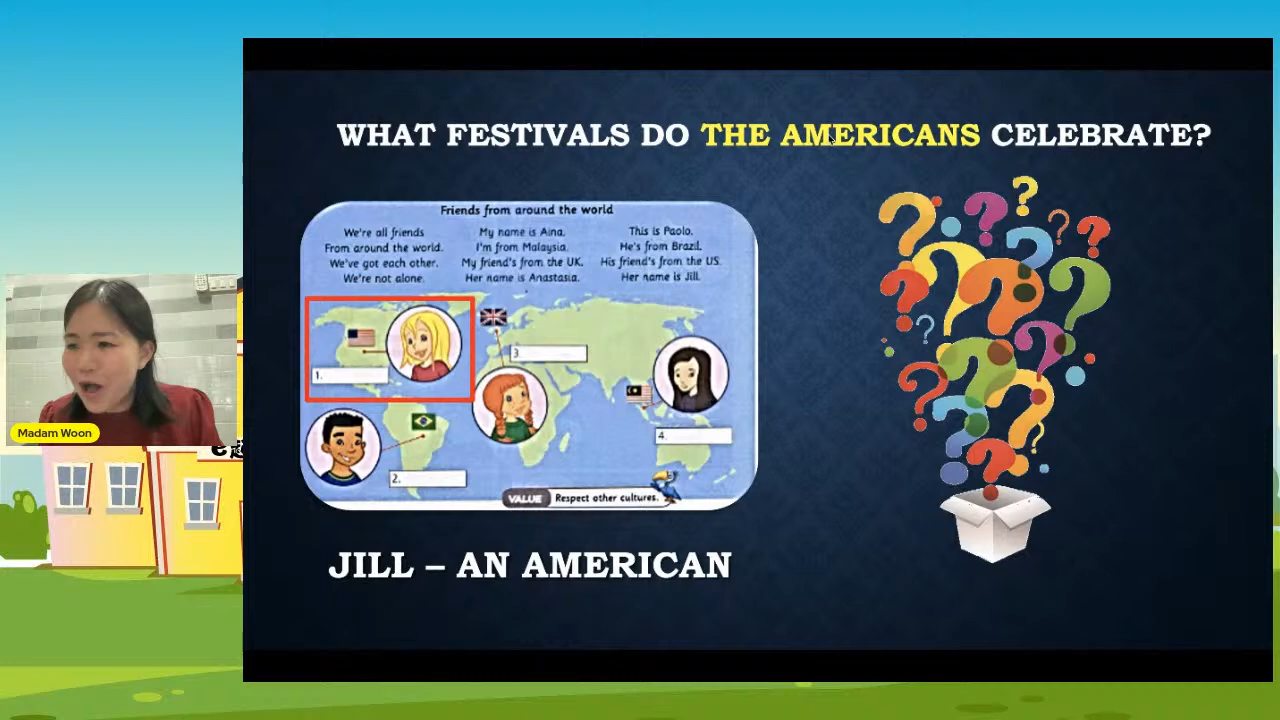 WHAT FESTIVALS DO THE AMERICANS CELEBRATE?
Friends from around the world
We're all friends
From around the world.
We've got each other.
We're not alone.
My name is Aina.
I'm from Malaysia.
My friend's from the UK.
Her name is Anastasia.
This is Paolo.
He's from Brazil.
His friend's from the US.
Her name is Jill.
1.
3.
4.
2.
VALUE Respect other cultures.
JILL – AN AMERICAN
Madam Woon